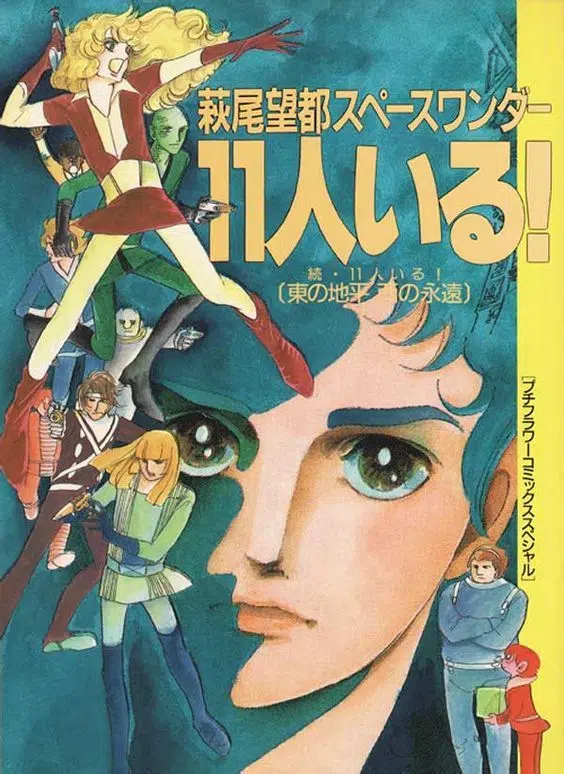 萩尾望都スペースワンダー
11人いる!
続・11人いる!
〔東の地平 西の永遠〕
[プチフラワーコミックススペシャル]